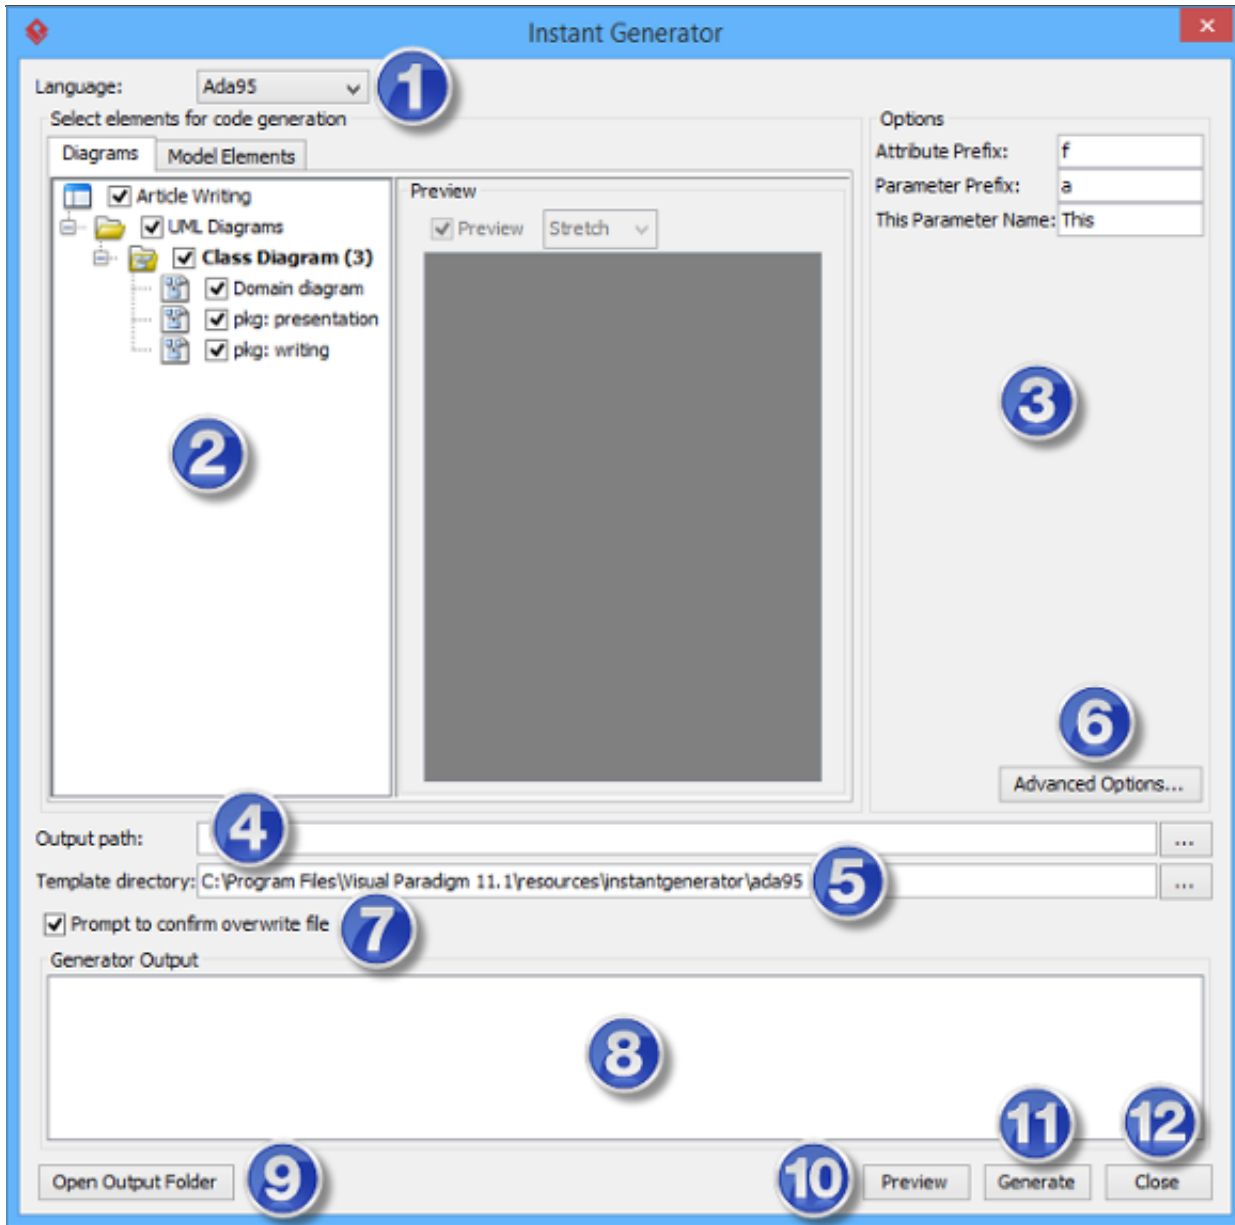 Instant Generator
Language: Ada95 1
Select elements for code generation
Diagrams Model Elements
Article Writing
UML Diagrams
Class Diagram (3)
Domain diagram
pkg: presentation
pkg: writing
2
Preview
Preview Stretch
Options
Attribute Prefix: f
Parameter Prefix: a
This Parameter Name: This
3
6
Advanced Options...
Output path: 4 ...
Template directory: C:\Program Files\Visual Paradigm 11.1\resources\instantgenerator\ada95 5 ...
Prompt to confirm overwrite file 7
Generator Output
8
Open Output Folder 9
10 Preview
11 Generate
12 Close